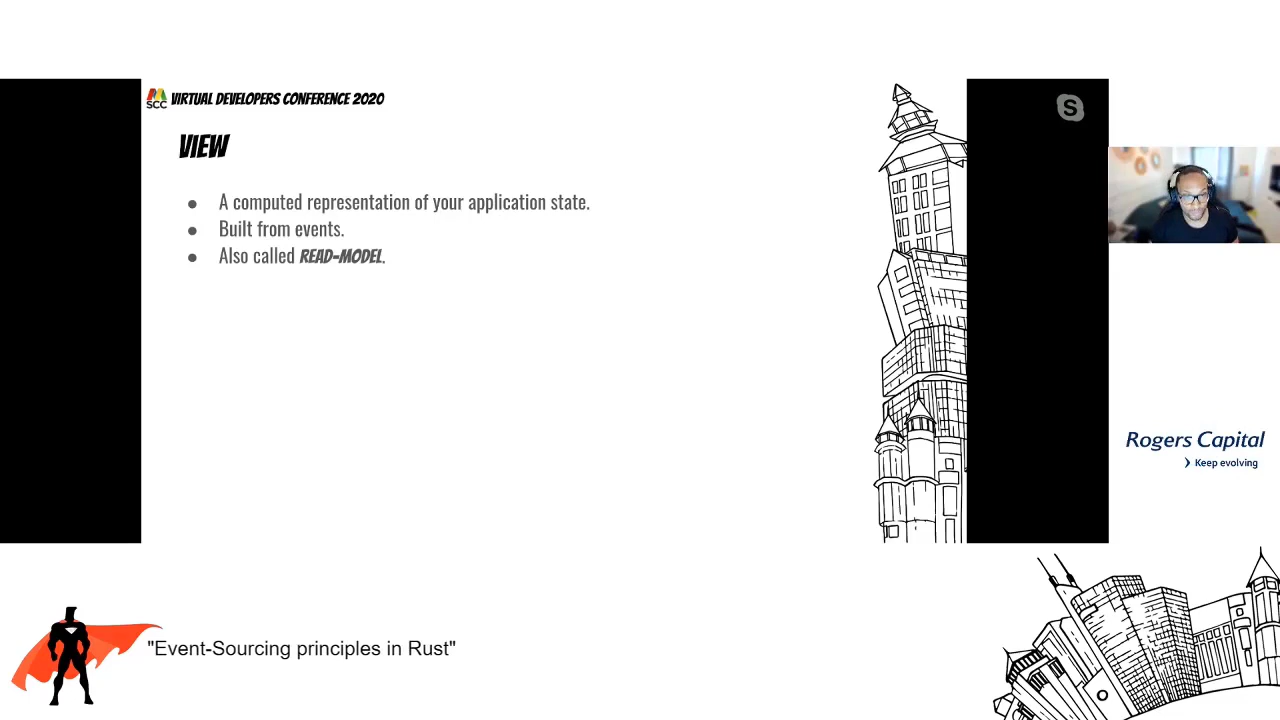 SCC VIRTUAL DEVELOPERS CONFERENCE 2020
VIEW
● A computed representation of your application state.
● Built from events.
● Also called READ-MODEL.
S
Rogers Capital
Keep evolving
"Event-Sourcing principles in Rust"